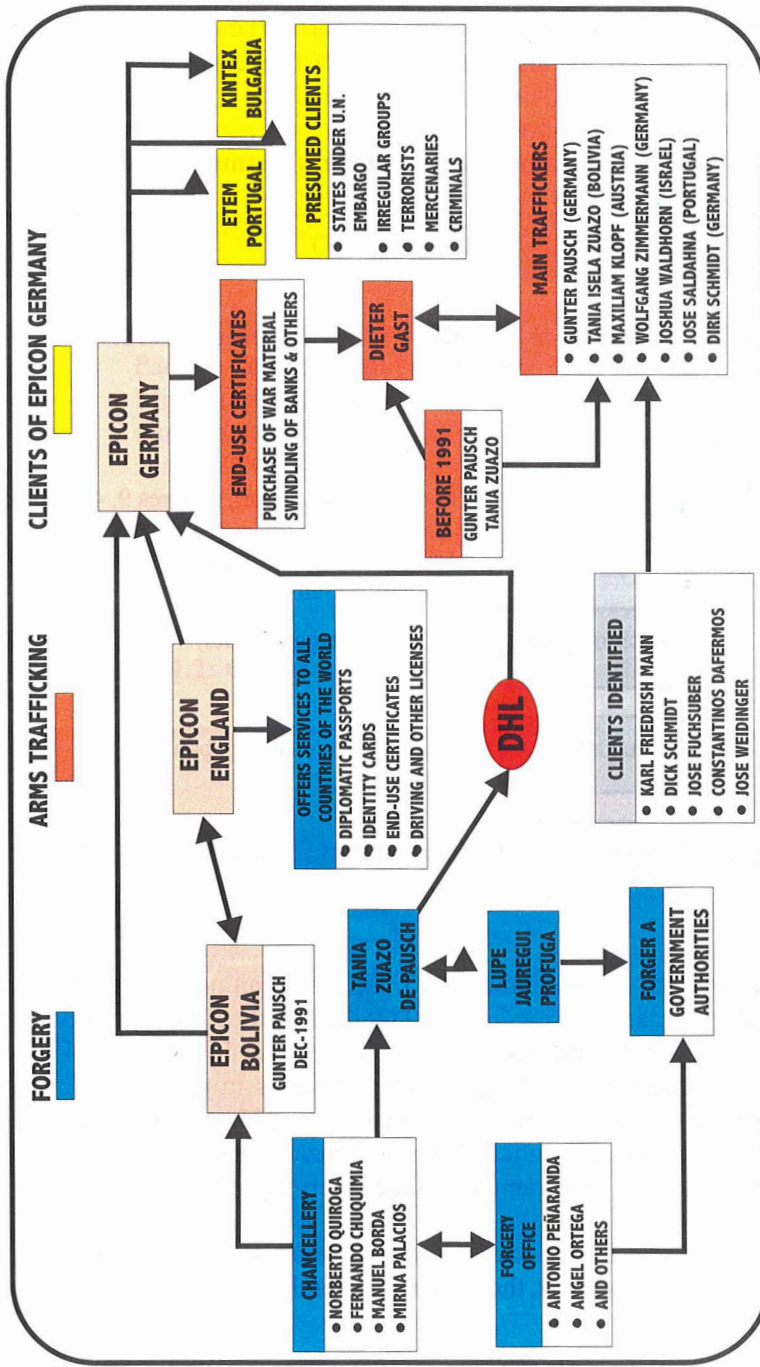 FORGERY
ARMS TRAFFICKING
CLIENTS OF EPICON GERMANY
EPICON
BOLIVIA
GUNTER PAUSCH
DEC-1991
EPICON
ENGLAND
EPICON
GERMANY
ETEM
PORTUGAL
KINTEX
BULGARIA
CHANCELLERY
● NORBERTO QUIROGA
● FERNANDO CHUQUIMIA
● MANUEL BORDA
● MIRNA PALACIOS
TANIA
ZUAZO
DE PAUSCH
OFFERS SERVICES TO ALL
COUNTRIES OF THE WORLD
● DIPLOMATIC PASSPORTS
● IDENTITY CARDS
● END-USE CERTIFICATES
● DRIVING AND OTHER LICENSES
END-USE CERTIFICATES
PURCHASE OF WAR MATERIAL
SWINDLING OF BANKS & OTHERS
PRESUMED CLIENTS
● STATES UNDER U.N.
EMBARGO
● IRREGULAR GROUPS
● TERRORISTS
● MERCENARIES
● CRIMINALS
DIETER
GAST
BEFORE 1991
GUNTER PAUSCH
TANIA ZUAZO
DHL
LUPE
JAUREGUI
PROFUGA
FORGERY
OFFICE
● ANTONIO PEÑARANDA
● ANGEL ORTEGA
● AND OTHERS
FORGER A
GOVERNMENT
AUTHORITIES
CLIENTS IDENTIFIED
● KARL FRIEDRISH MANN
● DICK SCHMIDT
● JOSE FUCHSUBER
● CONSTANTINOS DAFERMOS
● JOSE WEIDINGER
MAIN TRAFFICKERS
● GUNTER PAUSCH (GERMANY)
● TANIA ISELA ZUAZO (BOLIVIA)
● MAXILIAM KLOPF (AUSTRIA)
● WOLFGANG ZIMMERMANN (GERMANY)
● JOSHUA WALDHORN (ISRAEL)
● JOSE SALDAHNA (PORTUGAL)
● DIRK SCHMIDT (GERMANY)